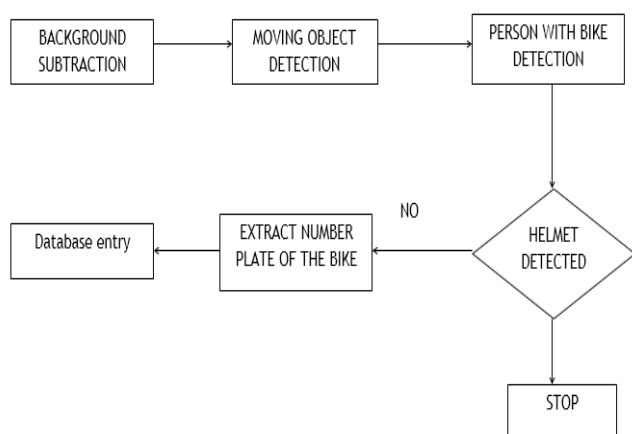 BACKGROUND
SUBTRACTION
MOVING OBJECT
DETECTION
PERSON WITH BIKE
DETECTION
HELMET
DETECTED
NO
EXTRACT NUMBER
PLATE OF THE BIKE
Database entry
STOP